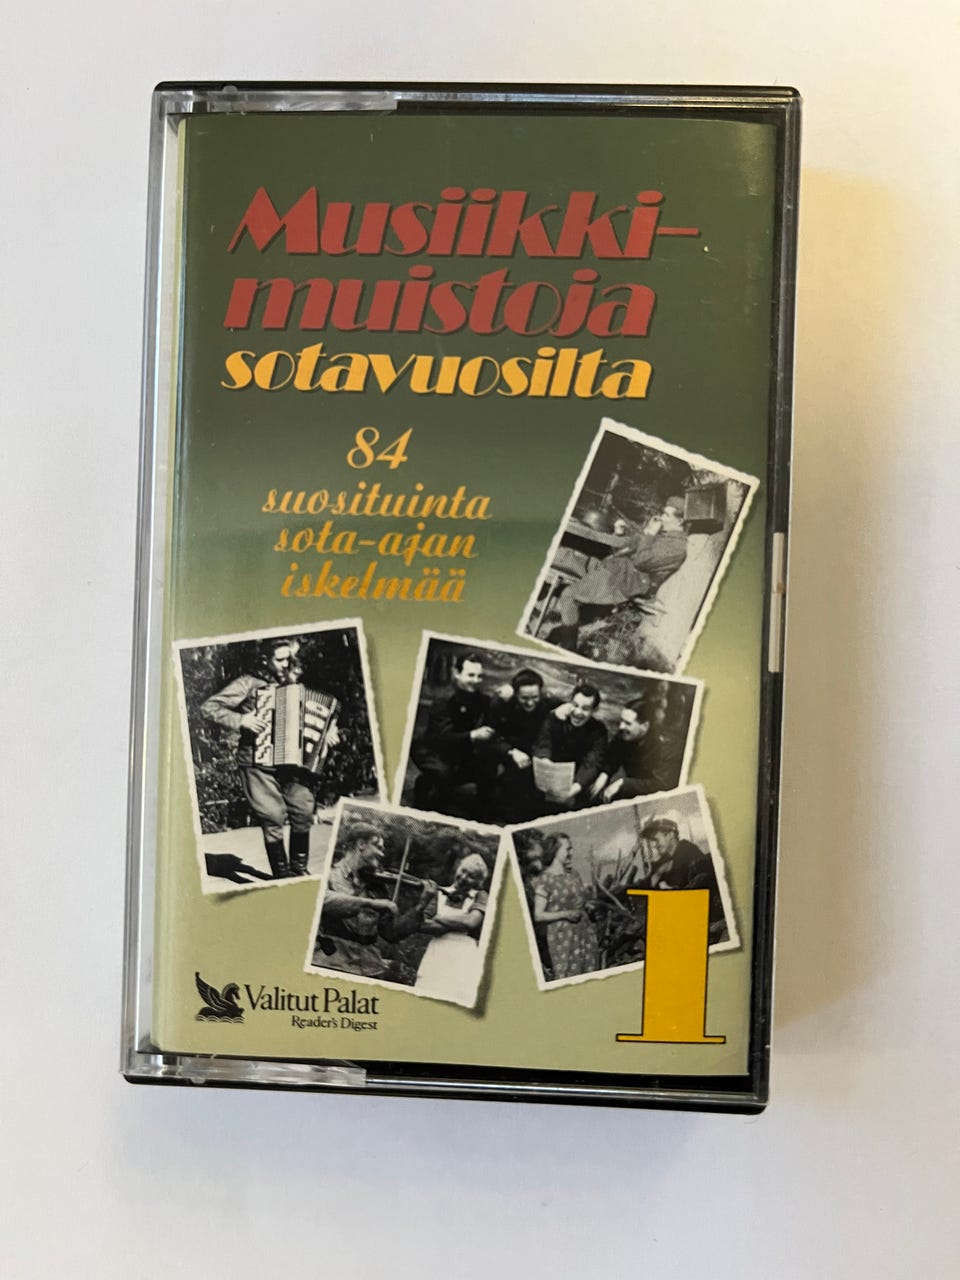 Musiikki-
muistoja
sotavuosilta
84
suosituinta
sota-ajan
iskelmää
Valitut Palat
Reader's Digest
1